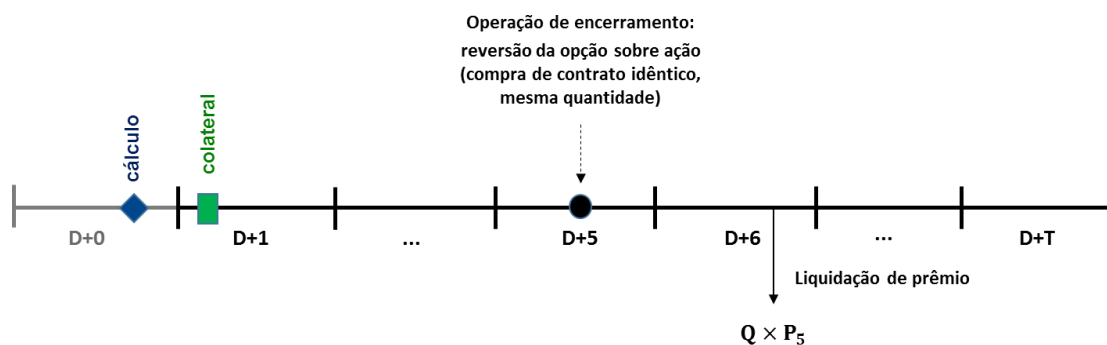 Operação de encerramento:
reversão da opção sobre ação
(compra de contrato idêntico,
mesma quantidade)
cálculo
colateral
D+0
D+1
...
D+5
D+6
...
D+T
Liquidação de prêmio
Q × P₅